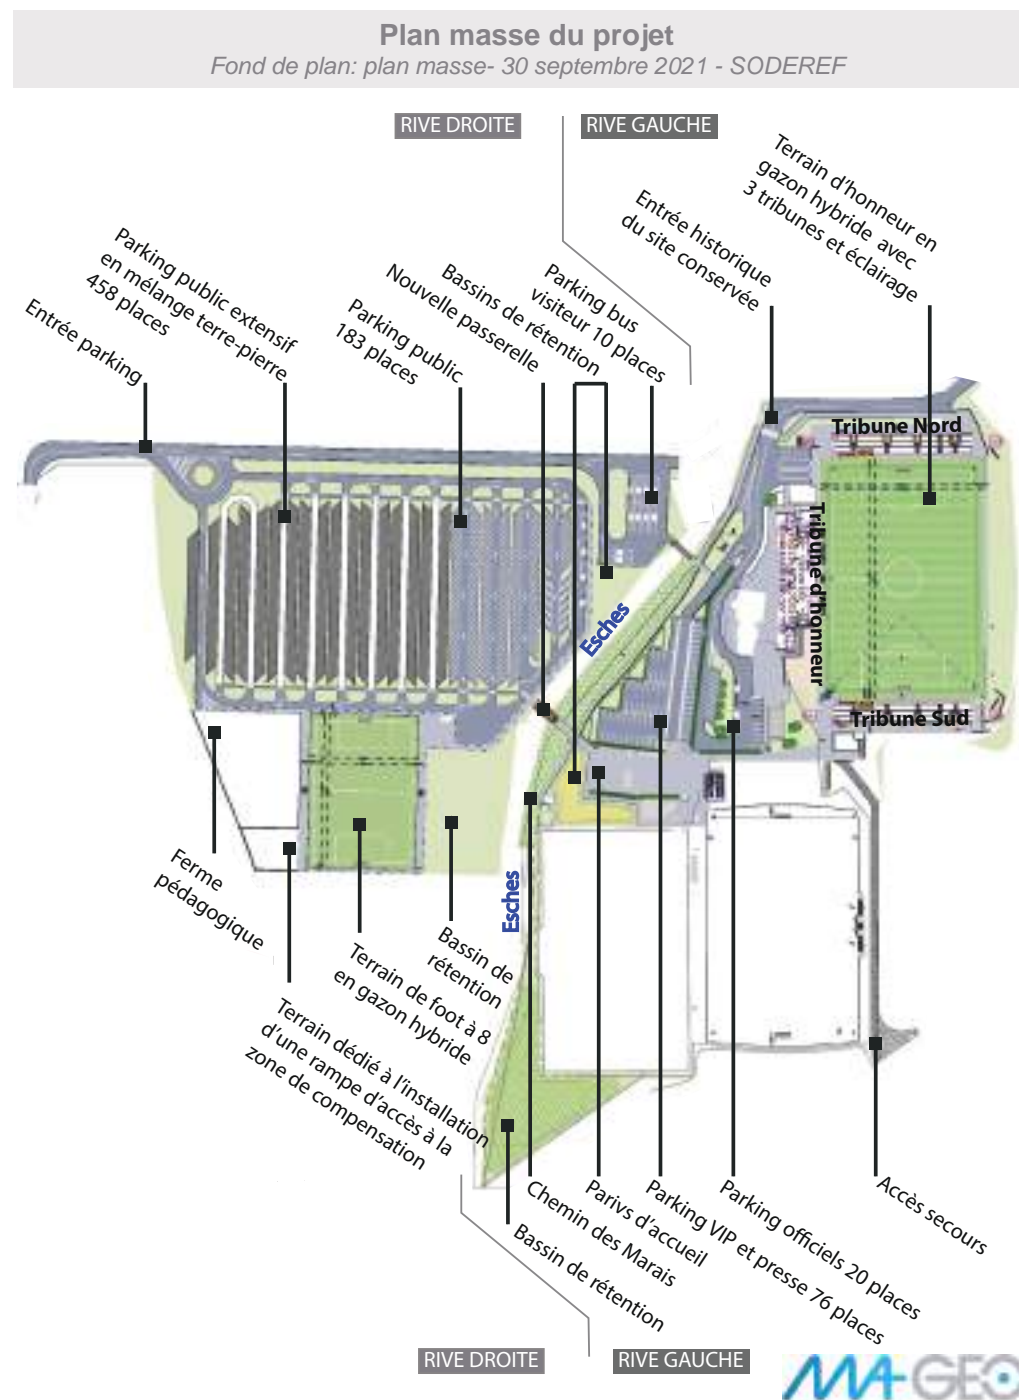 Plan masse du projet
Fond de plan: plan masse- 30 septembre 2021 - SODEREF
RIVE DROITE
RIVE GAUCHE
Entrée parking
Parking public extensif
en mélange terre-pierre
458 places
Parking public
183 places
Nouvelle passerelle
Bassins de rétention
Parking bus
visiteur 10 places
Entrée historique
du site conservée
Terrain d'honneur en
gazon hybride avec
3 tribunes et éclairage
Tribune Nord
Tribune d'honneur
Tribune Sud
Esches
Esches
Ferme
pédagogique
Terrain dédié à l'installation
d'une rampe d'accès à la
zone de compensation
Terrain de foot à 8
en gazon hybride
Bassin de
rétention
Bassin de rétention
Chemin des Marais
Parivs d'accueil
Parking VIP et presse 76 places
Parking officiels 20 places
Accès secours
RIVE DROITE
RIVE GAUCHE
MA-GEO